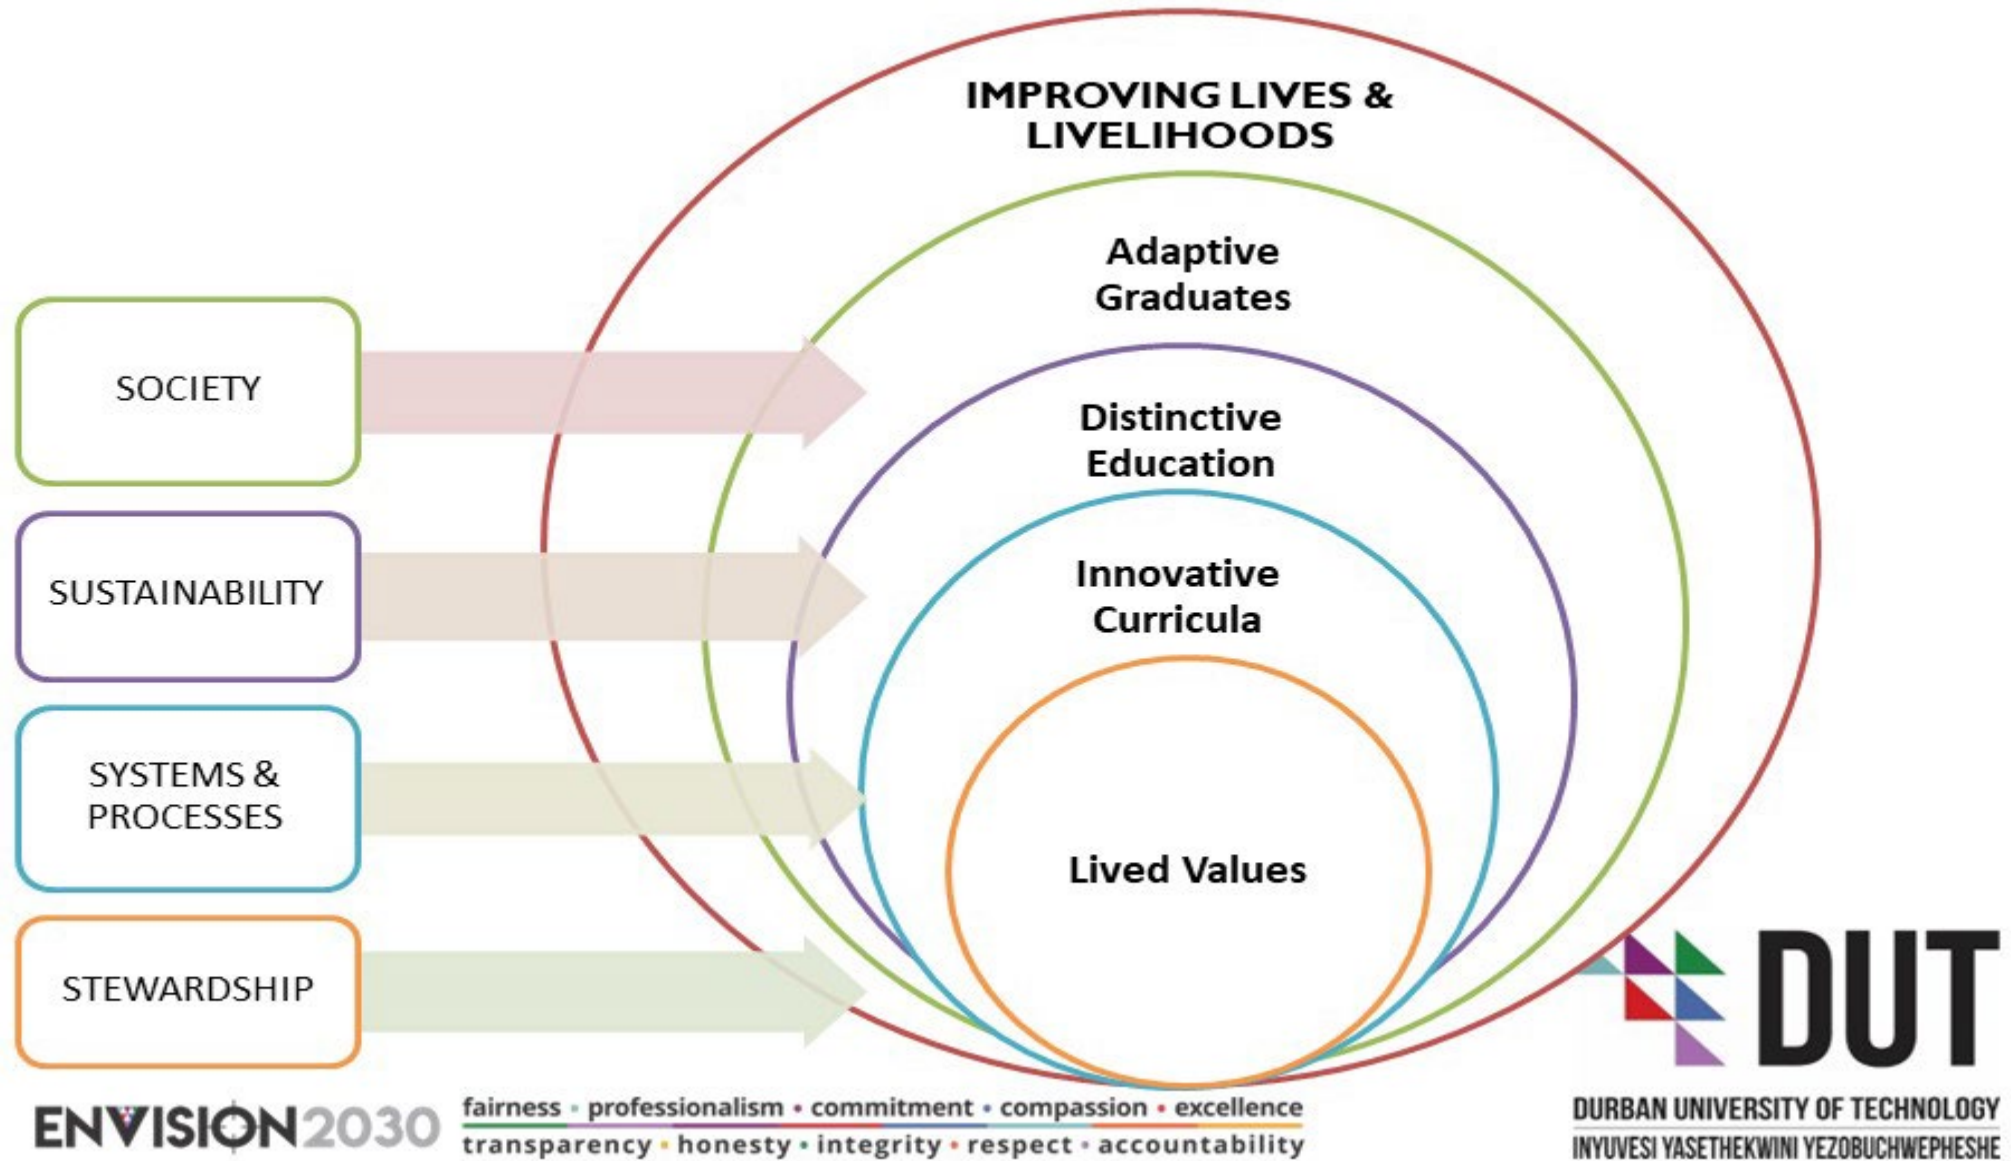 IMPROVING LIVES &
LIVELIHOODS
Adaptive
Graduates
Distinctive
Education
Innovative
Curricula
Lived Values
SOCIETY
SUSTAINABILITY
SYSTEMS &
PROCESSES
STEWARDSHIP
ENVISION2030
fairness • professionalism • commitment • compassion • excellence
transparency • honesty • integrity • respect • accountability
DUT
DURBAN UNIVERSITY OF TECHNOLOGY
INYUVESI YASETHEKWINI YEZOBUCHWEPHESHE